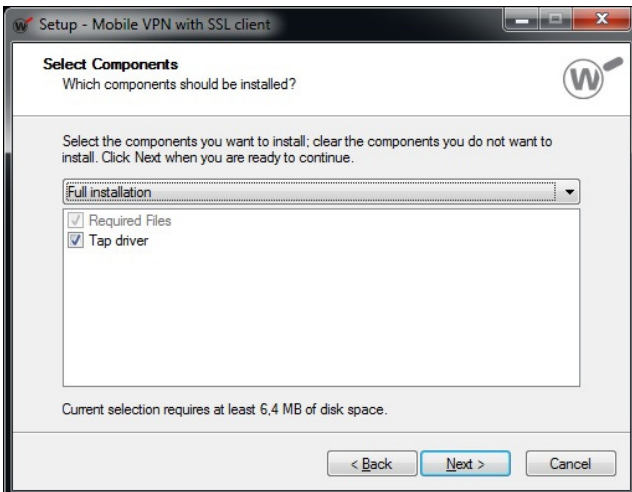 Setup - Mobile VPN with SSL client
Select Components
Which components should be installed?
W
Select the components you want to install; clear the components you do not want to
install. Click Next when you are ready to continue.
Full installation
Required Files
Tap driver
Current selection requires at least 6,4 MB of disk space.
< Back Next > Cancel